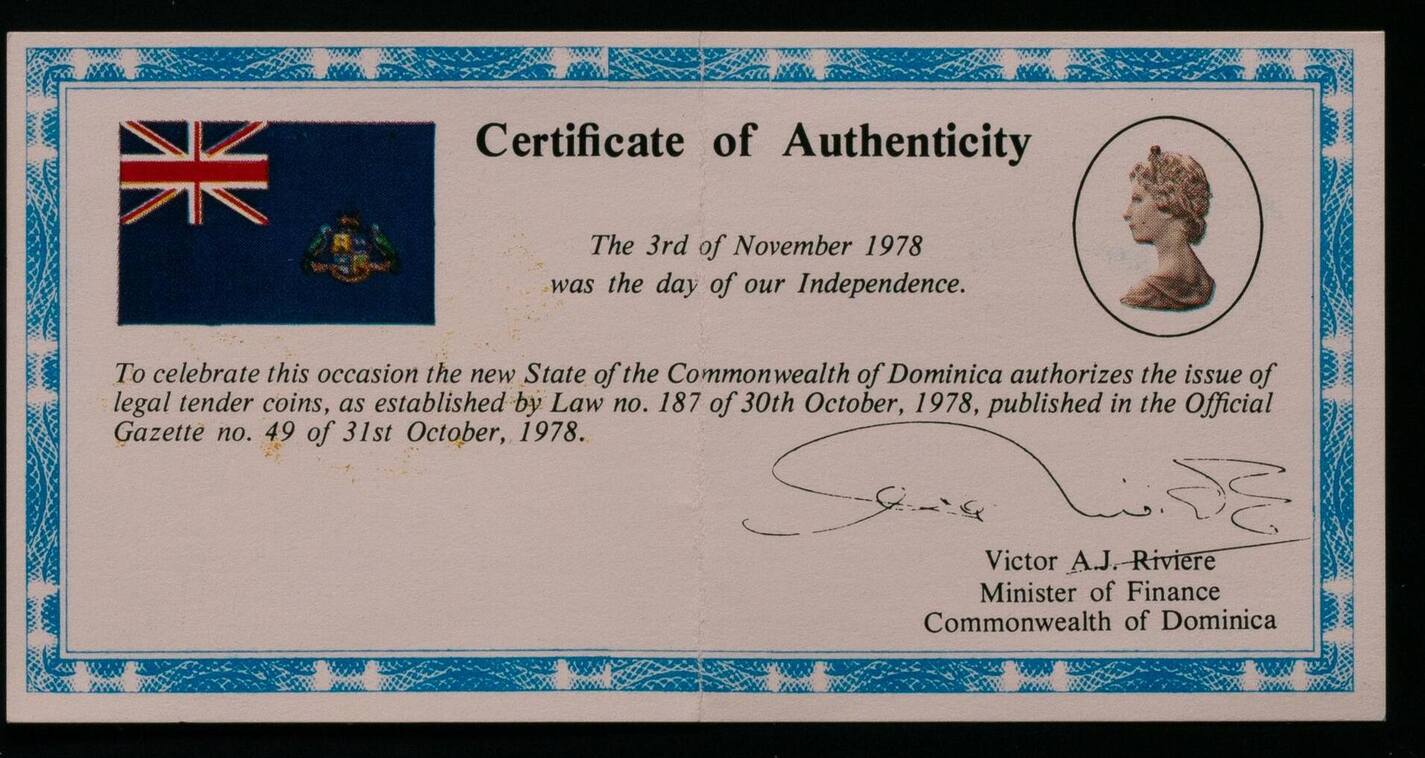 Certificate of Authenticity
The 3rd of November 1978
was the day of our Independence.
To celebrate this occasion the new State of the Commonwealth of Dominica authorizes the issue of
legal tender coins, as established by Law no. 187 of 30th October, 1978, published in the Official
Gazette no. 49 of 31st October, 1978.
Victor A.J. Riviere
Minister of Finance
Commonwealth of Dominica